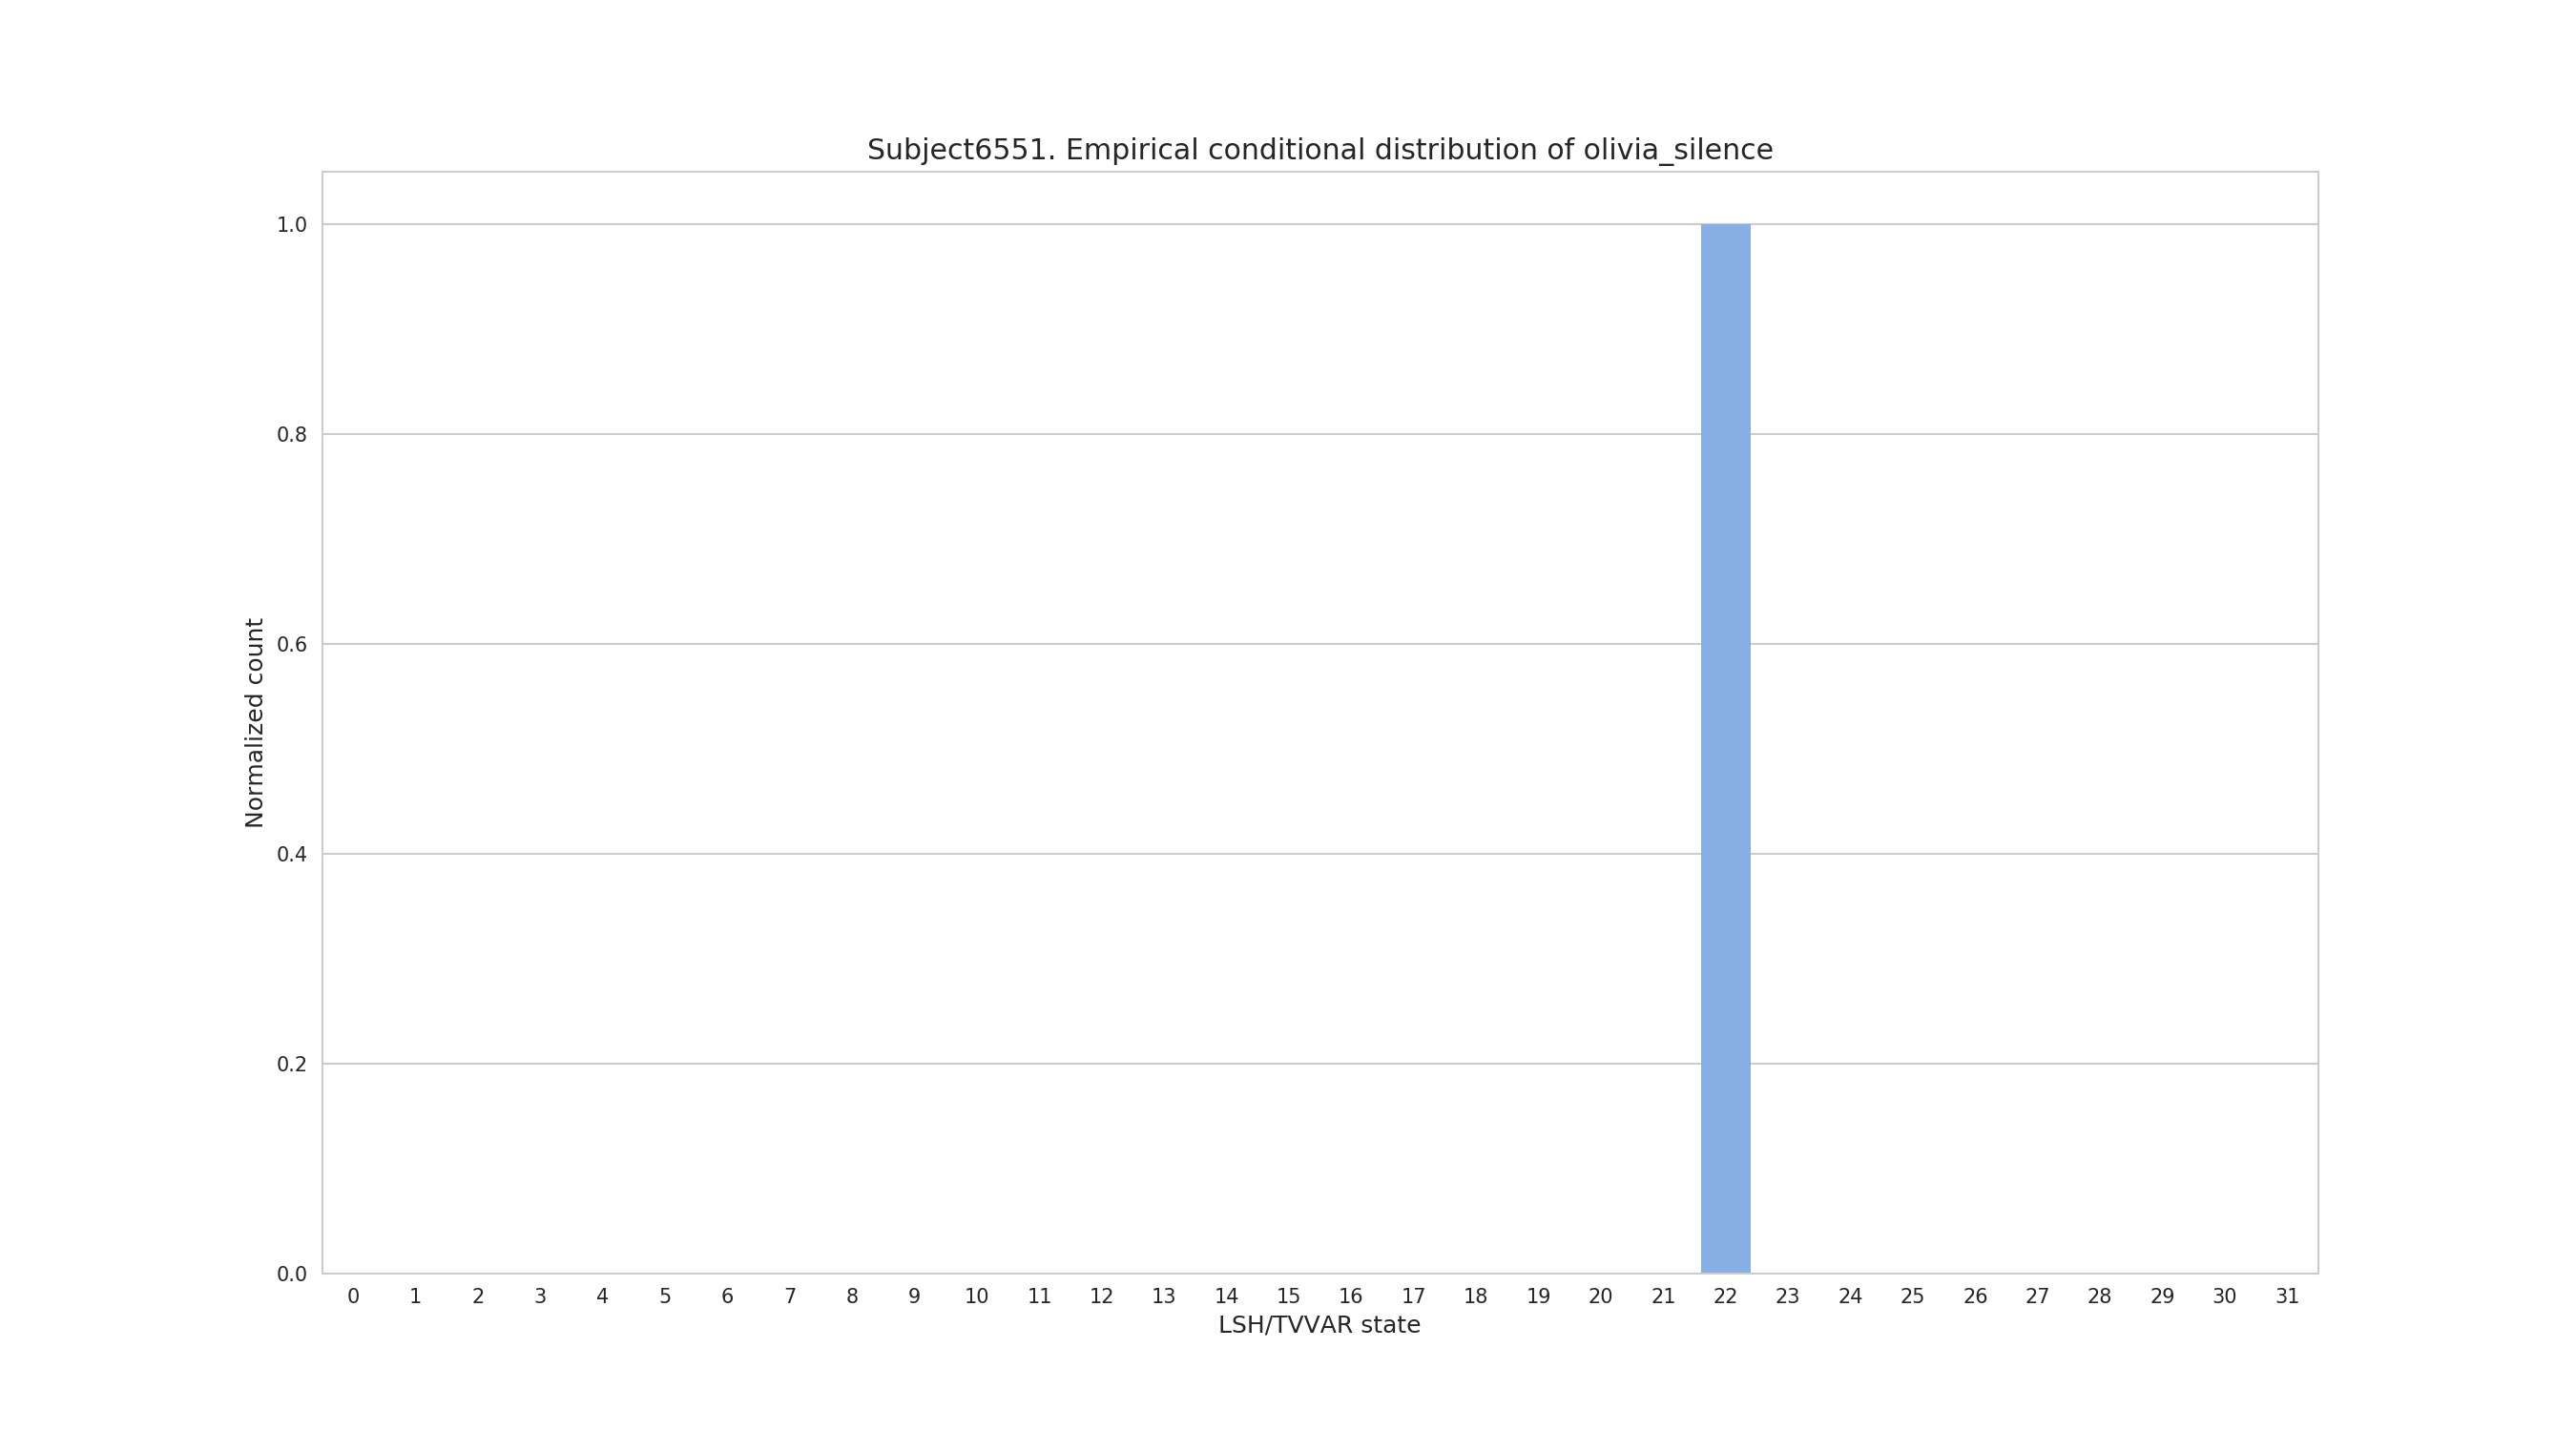 Subject6551. Empirical conditional distribution of olivia_silence
1.0
0.8
0.6
0.4
0.2
0.0
Normalized count
0 1 2 3 4 5 6 7 8 9 10 11 12 13 14 15 16 17 18 19 20 21 22 23 24 25 26 27 28 29 30 31
LSH/TVVAR state